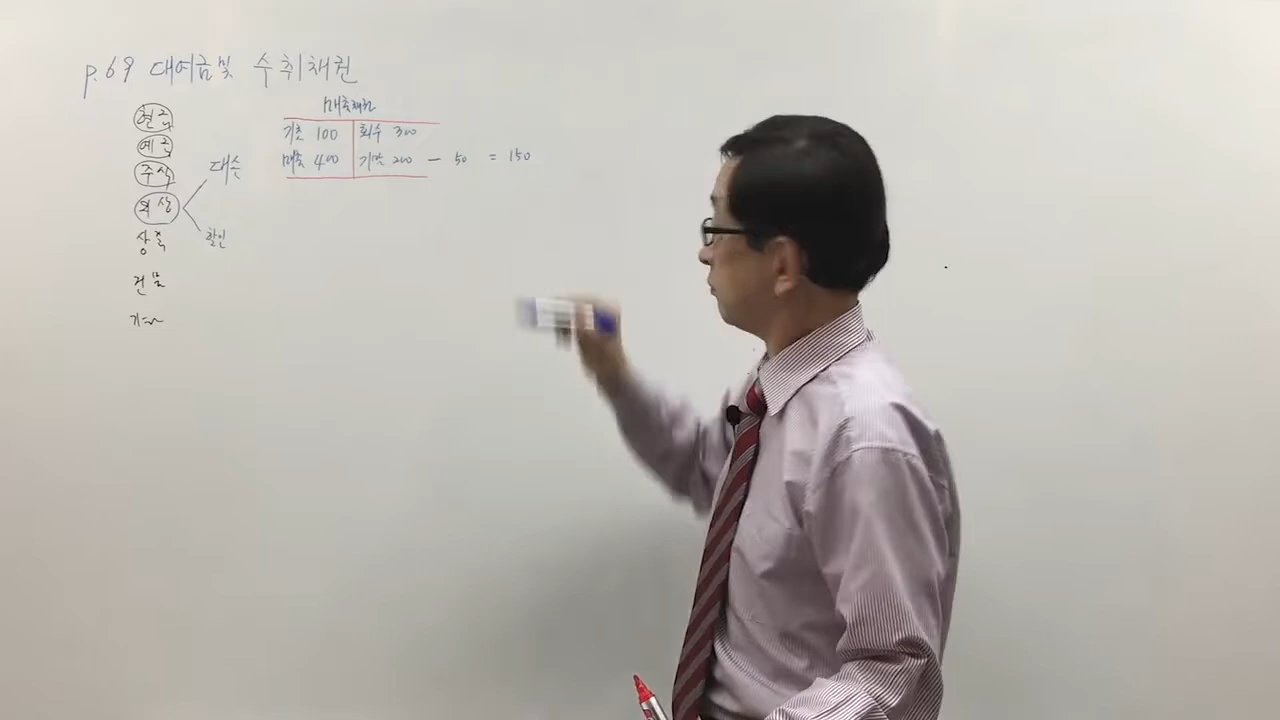 p.69 대여금 및 수취채권
현금
예금
주식
외상
대손
할인
상품
건물
매출채권
기초 100 회수 300
매출 400 기말 200 - 50 = 150